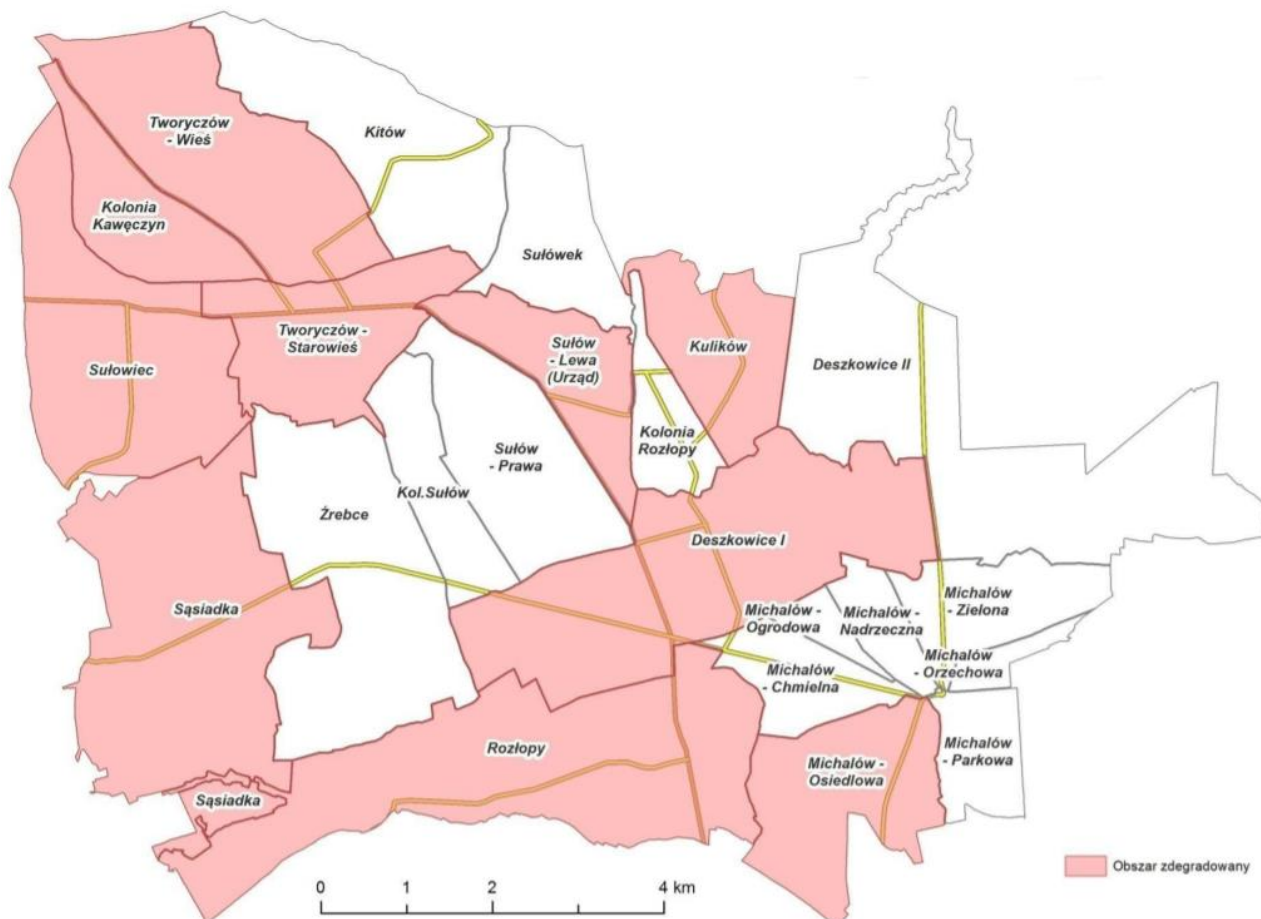 Tworyczów
- Wieś
Kitów
Kolonia
Kawęczyn
Sułówek
Tworyczów -
Starowieś
Sułów
- Lewa
(Urząd)
Kulików
Sułowiec
Deszkowice II
Kolonia
Rozłopy
Sułów
- Prawa
Kol.Sułów
Żrebce
Deszkowice I
Sąsiadka
Michalów -
Ogrodowa
Michalów -
Nadrzeczna
Michalów
- Zielona
Michalów
- Orzechowa
Michalów
- Chmielna
Rozłopy
Michalów -
Osiedlowa
Michalów
- Parkowa
Sąsiadka
Obszar zdegradowany
0 1 2 4 km